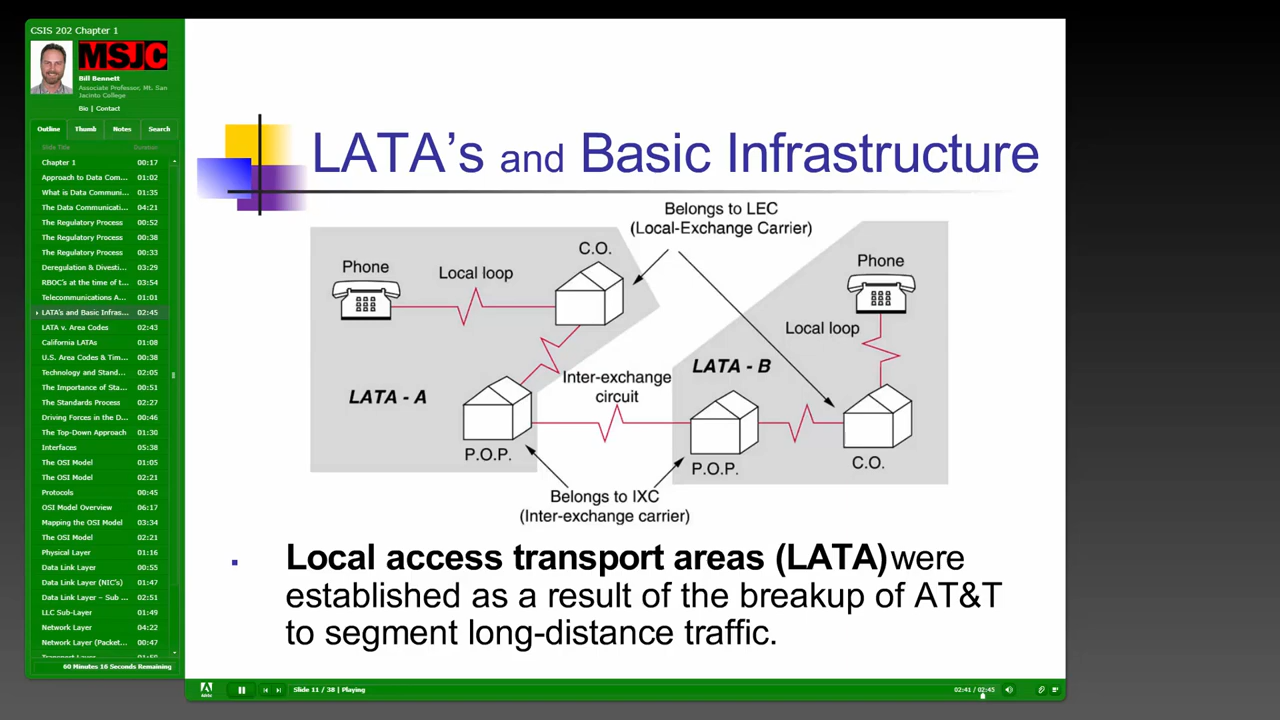 CSIS 202 Chapter 1
MSJC
Bill Bennett
Associate Professor, Mt. San
Jacinto College
Bio | Contact
Outline Thumb Notes Search
Slide Title Duration
Chapter 1 00:17
Approach to Data Com... 01:02
What is Data Communi... 01:35
The Data Communicati... 04:21
The Regulatory Process 00:52
The Regulatory Process 00:38
The Regulatory Process 00:33
Deregulation & Divesti... 03:29
RBOC's at the time of t... 03:54
Telecommunications A... 01:01
LATA's and Basic Infras... 02:45
LATA v. Area Codes 02:43
California LATAs 01:08
U.S. Area Codes & Tim... 00:38
Technology and Stand... 02:05
The Importance of Sta... 00:51
The Standards Process 02:27
Driving Forces in the D... 00:46
The Top-Down Approach 01:30
Interfaces 05:38
The OSI Model 01:05
The OSI Model 02:21
Protocols 00:45
OSI Model Overview 06:17
Mapping the OSI Model 03:34
The OSI Model 02:21
Physical Layer 01:16
Data Link Layer 00:55
Data Link Layer (NIC's) 01:47
Data Link Layer – Sub ... 02:51
LLC Sub-Layer 01:49
Network Layer 04:22
Network Layer (Packet... 00:47
60 Minutes 16 Seconds Remaining
LATA's and Basic Infrastructure
Belongs to LEC
(Local-Exchange Carrier)
C.O.
Phone
Local loop
Phone
Local loop
LATA - A
Inter-exchange
circuit
LATA - B
P.O.P.
P.O.P.
C.O.
Belongs to IXC
(Inter-exchange carrier)
Local access transport areas (LATA) were
established as a result of the breakup of AT&T
to segment long-distance traffic.
Slide 11 / 38 | Playing
02:41 / 02:45